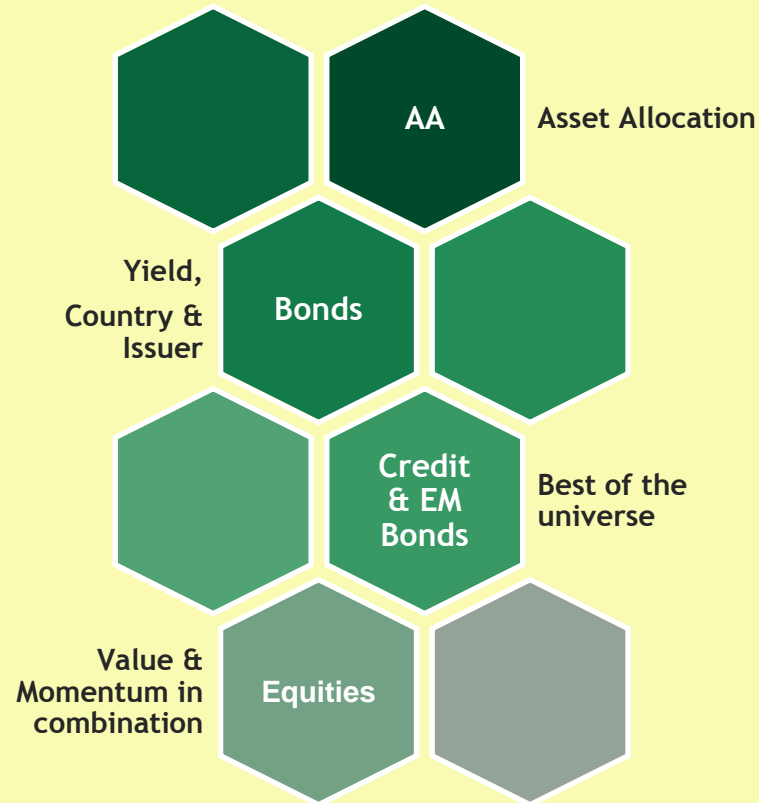 AA
Asset Allocation
Yield,
Country &
Issuer
Bonds
Credit
& EM
Bonds
Best of the
universe
Value &
Momentum in
combination
Equities